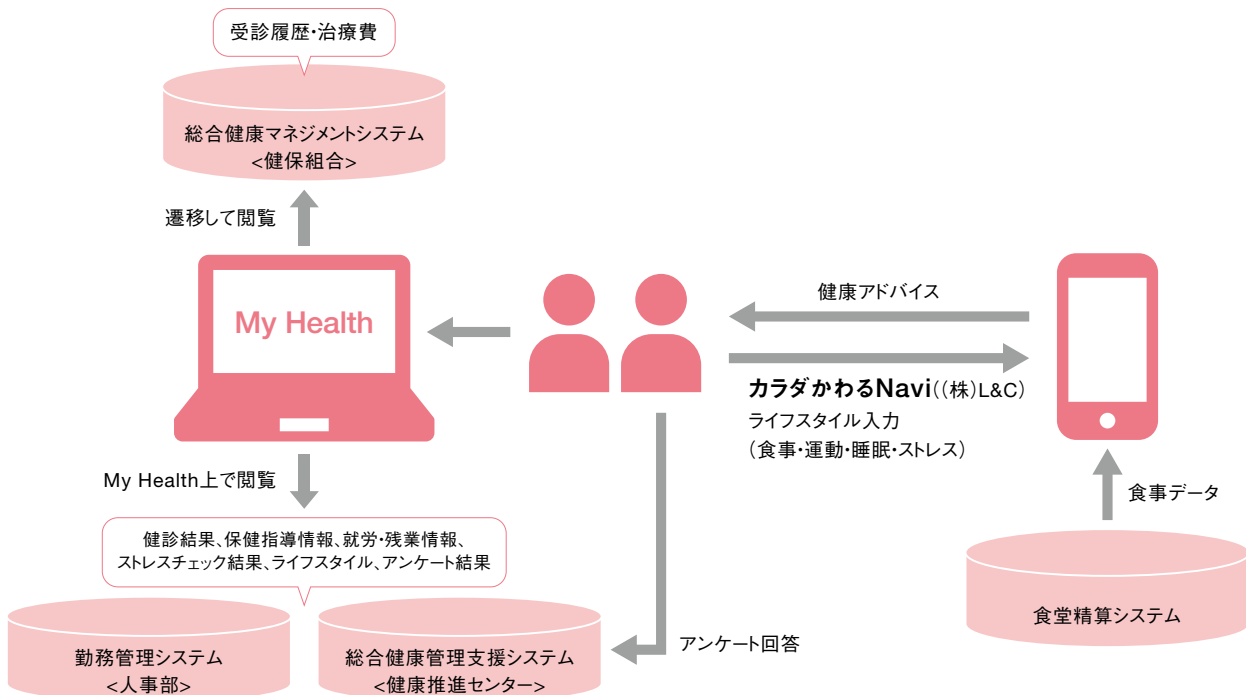 受診履歴・治療費
総合健康マネジメントシステム
<健保組合>
遷移して閲覧
My Health
健康アドバイス
カラダかわるNavi((株)L&C)
ライフスタイル入力
(食事・運動・睡眠・ストレス)
My Health上で閲覧
食事データ
健診結果、保健指導情報、就労・残業情報、
ストレスチェック結果、ライフスタイル、アンケート結果
食堂精算システム
アンケート回答
勤務管理システム
<人事部>
総合健康管理支援システム
<健康推進センター>